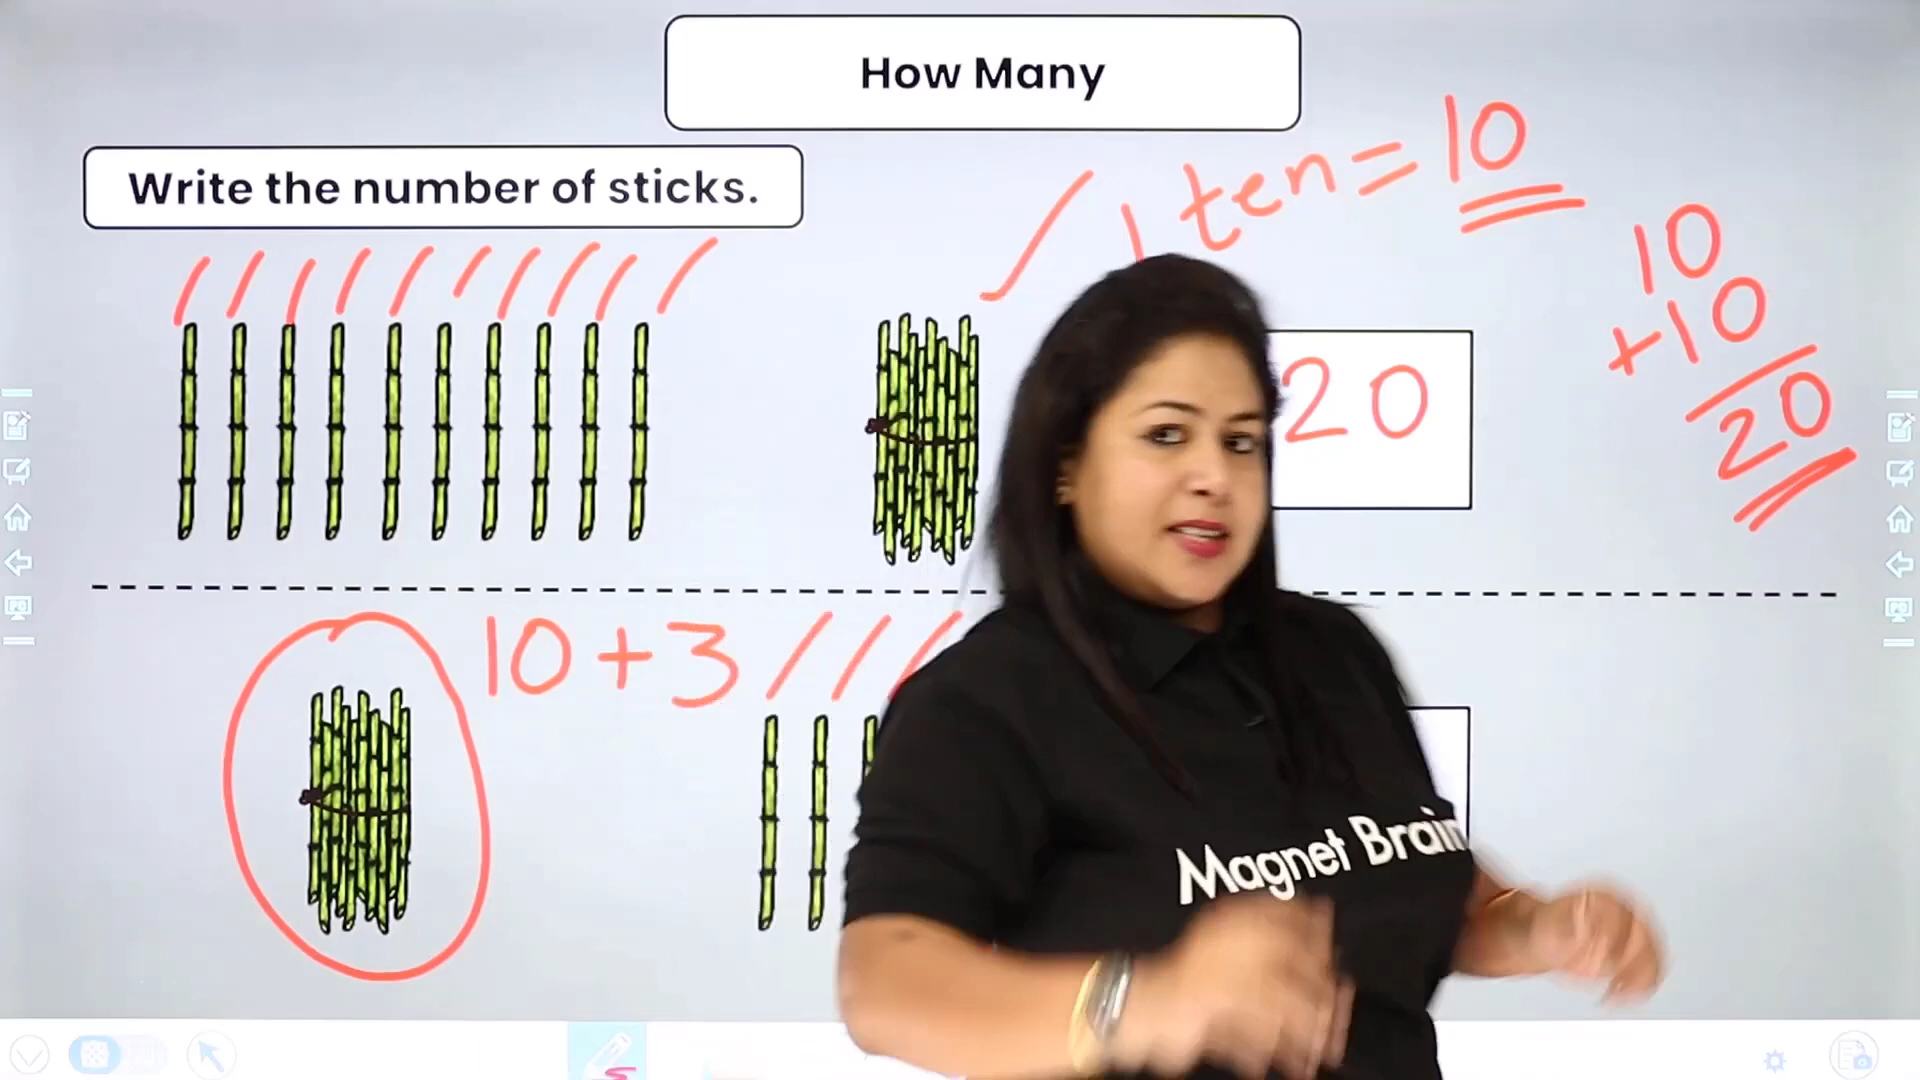 How Many
Write the number of sticks.
1 ten = 10
10
+10
20
20
10 + 3
Magnet Brain